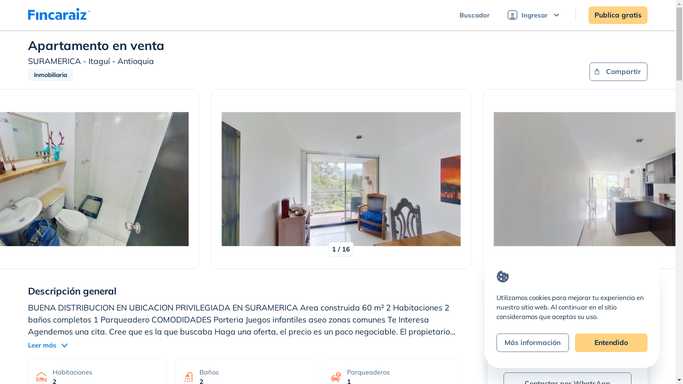 Fincaraiz
Buscador
Ingresar
Publica gratis
Apartamento en venta
SURAMERICA - Itaguí - Antioquia
Inmobiliaria
Compartir
1 / 16
Descripción general
BUENA DISTRIBUCION EN UBICACION PRIVILEGIADA EN SURAMERICA Area construida 60 m² 2 Habitaciones 2
baños completos 1 Parqueadero COMODIDADES Porteria Juegos infantiles aseo zonas comunes Te Interesa
Agendemos una cita. Cree que es la que buscaba Haga una oferta, el precio es un poco negociable. El propietario...
Leer más
Habitaciones
2
Baños
2
Parqueaderos
1
Utilizamos cookies para mejorar tu experiencia en
nuestro sitio web. Al continuar en el sitio
consideramos que aceptas su uso.
Más información
Entendido
Contactar por WhatsApp